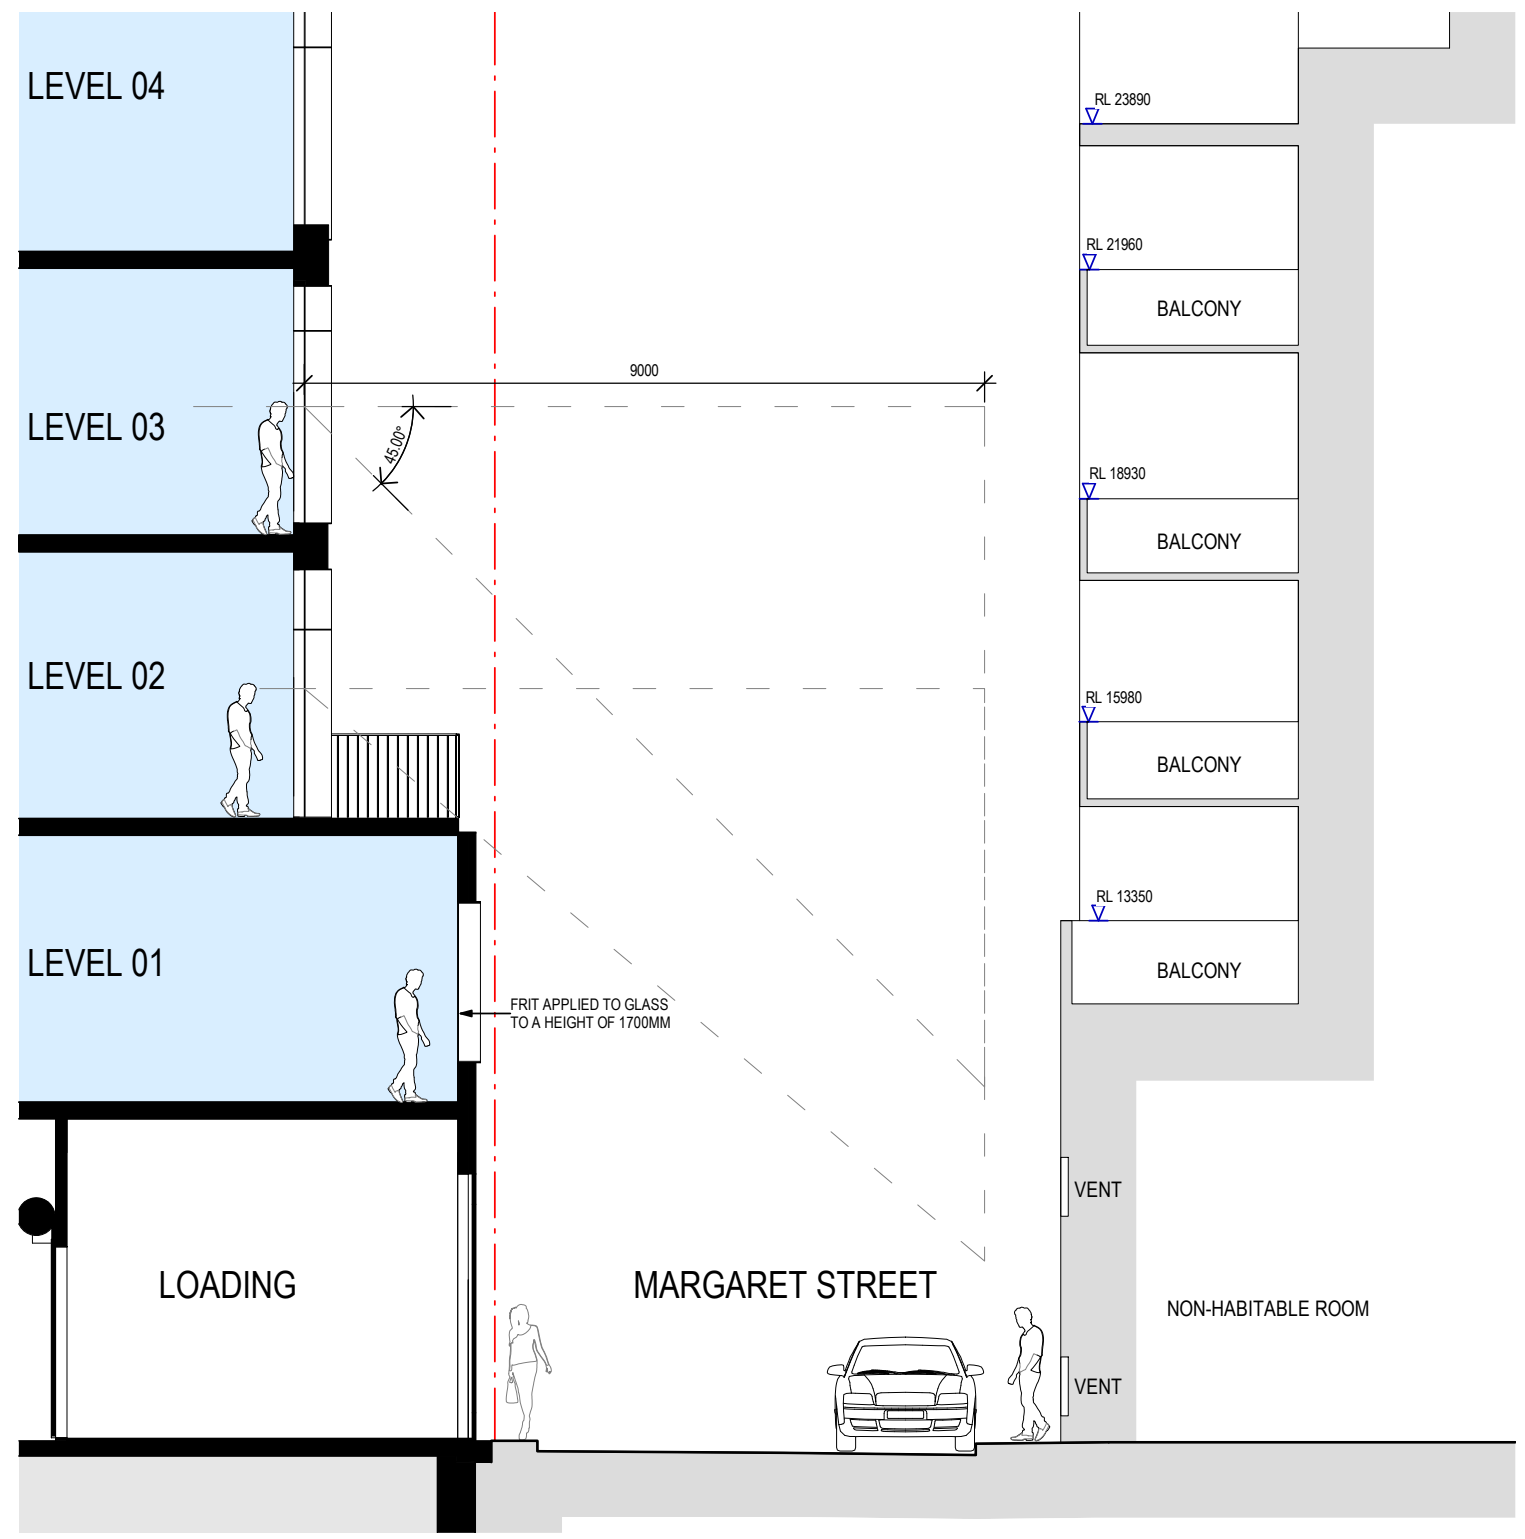 LEVEL 04
RL 23890
RL 21960
BALCONY
9000
LEVEL 03
45.00°
RL 18930
BALCONY
LEVEL 02
RL 15980
BALCONY
RL 13350
LEVEL 01
BALCONY
FRIT APPLIED TO GLASS
TO A HEIGHT OF 1700MM
VENT
LOADING
MARGARET STREET
NON-HABITABLE ROOM
VENT